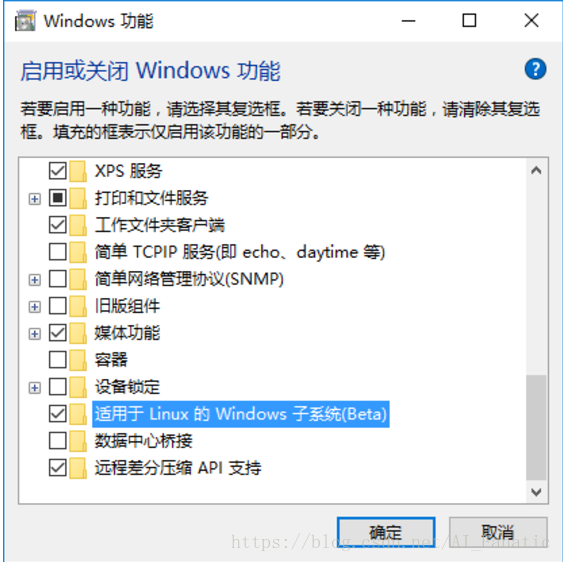 Windows 功能
启用或关闭 Windows 功能
若要启用一种功能，请选择其复选框。若要关闭一种功能，请清除其复选
框。填充的框表示仅启用该功能的一部分。
XPS 服务
打印和文件服务
工作文件夹客户端
简单 TCPIP 服务(即 echo、daytime 等)
简单网络管理协议(SNMP)
旧版组件
媒体功能
容器
设备锁定
适用于 Linux 的 Windows 子系统(Beta)
数据中心桥接
远程差分压缩 API 支持
确定 取消
https://blog.csdn.net/AI_Fanatic